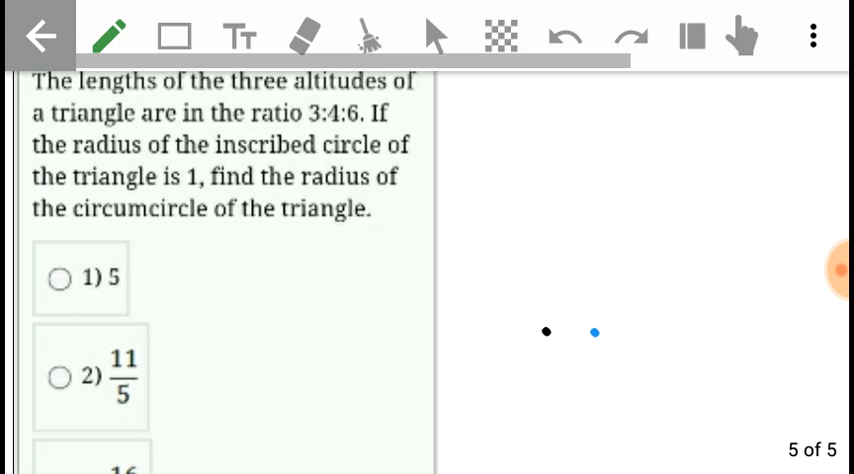 TT
The lengths of the three altitudes of
a triangle are in the ratio 3:4:6. If
the radius of the inscribed circle of
the triangle is 1, find the radius of
the circumcircle of the triangle.
1) 5
2) 11/5
16
5 of 5